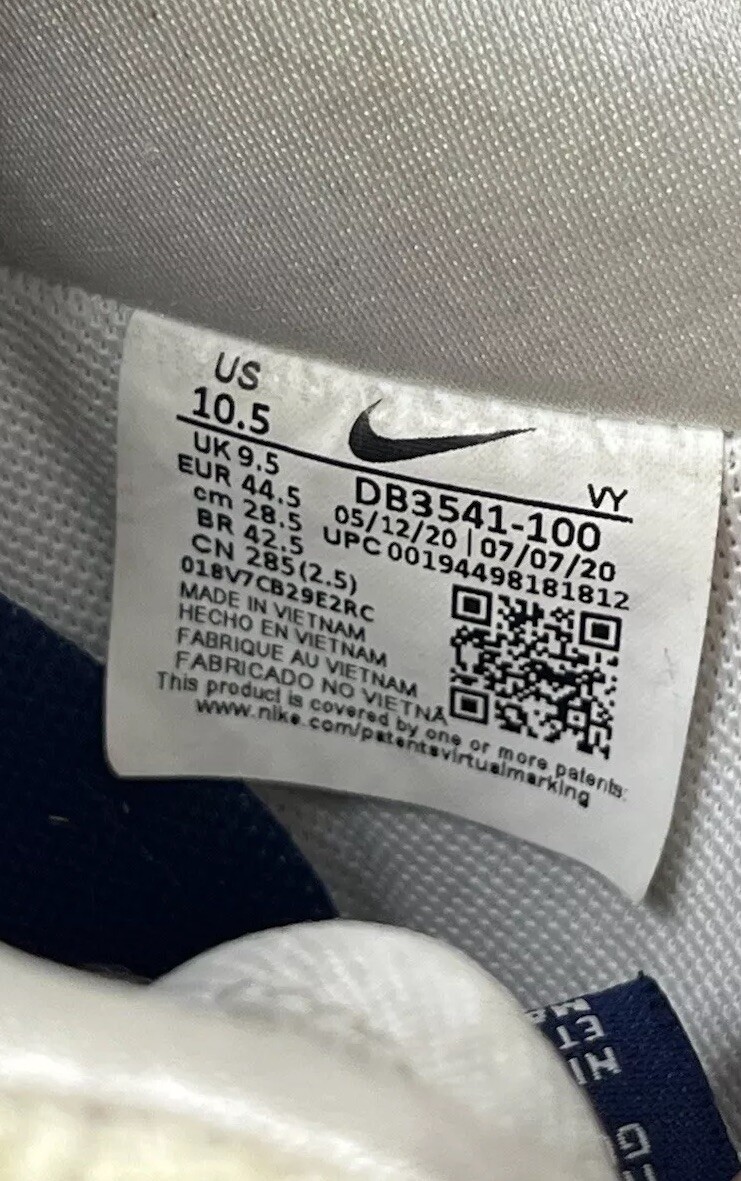 US
10.5
UK 9.5
EUR 44.5
cm 28.5
BR 42.5
CN 285(2.5)
018V7CB29E2RC
VY
DB3541-100
05/12/20 | 07/07/20
UPC 00194498181812
MADE IN VIETNAM
HECHO EN VIETNAM
FABRIQUE AU VIETNAM
FABRICADO NO VIETNÃ
This product is covered by one or more patents:
www.nike.com/patentsvirtualmarking